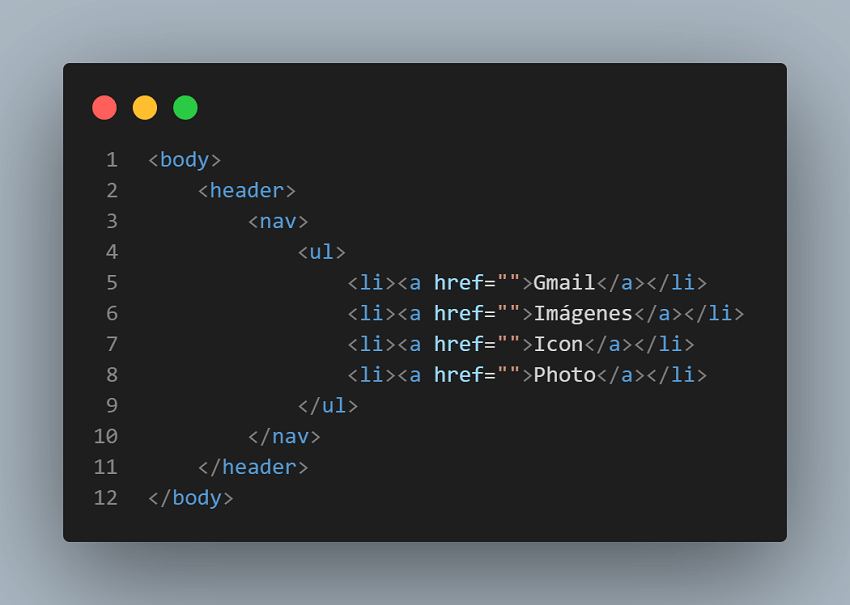 1 <body>
2     <header>
3         <nav>
4             <ul>
5                 <li><a href="">Gmail</a></li>
6                 <li><a href="">Imágenes</a></li>
7                 <li><a href="">Icon</a></li>
8                 <li><a href="">Photo</a></li>
9             </ul>
10         </nav>
11     </header>
12 </body>